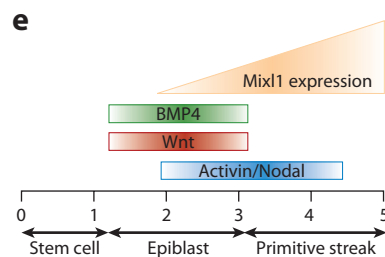 e
Mixl1 expression
BMP4
Wnt
Activin/Nodal
0 1 2 3 4 5
Stem cell Epiblast Primitive streak